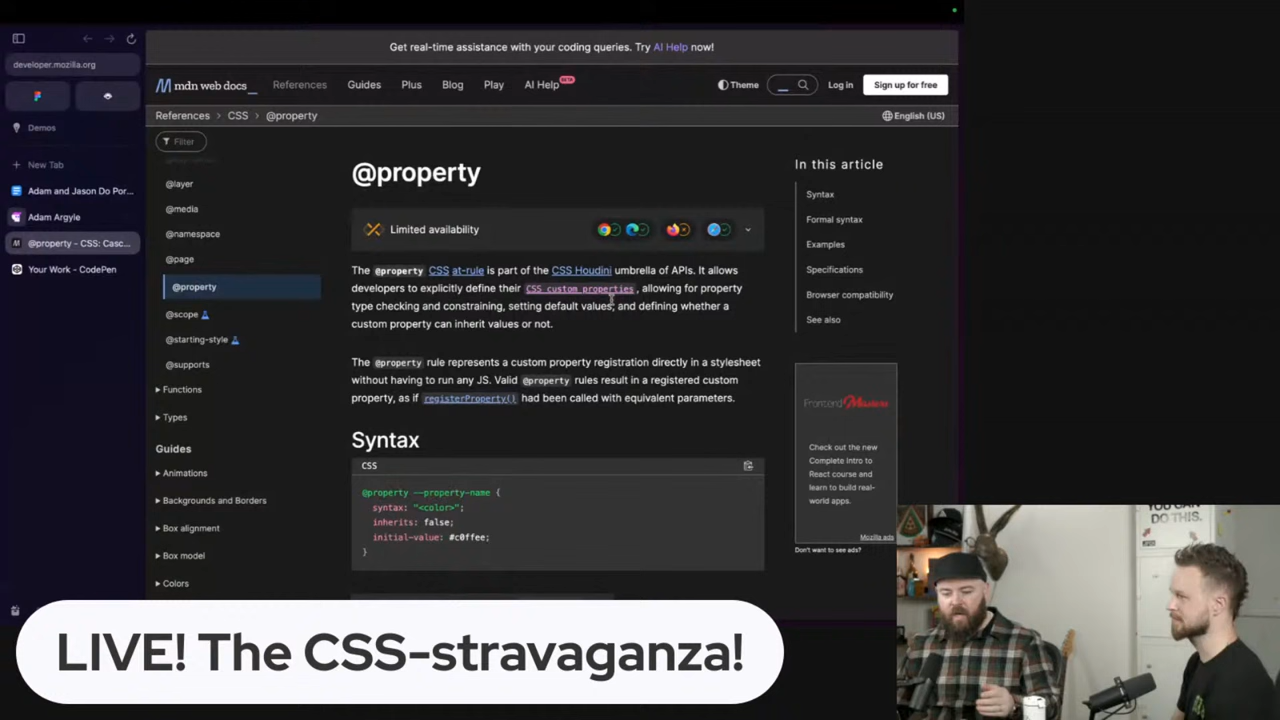 Get real-time assistance with your coding queries. Try AI Help now!
developer.mozilla.org
mdn web docs_
References
Guides
Plus
Blog
Play
AI Help BETA
Theme
Log in
Sign up for free
References > CSS > @property
English (US)
Demos
New Tab
Adam and Jason Do Por...
Adam Argyle
@property - CSS: Casc...
Your Work - CodePen
Filter
@layer
@media
@namespace
@page
@property
@scope
@starting-style
@supports
Functions
Types
Guides
Animations
Backgrounds and Borders
Box alignment
Box model
Colors
@property
Limited availability
The @property CSS at-rule is part of the CSS Houdini umbrella of APIs. It allows
developers to explicitly define their CSS custom properties, allowing for property
type checking and constraining, setting default values, and defining whether a
custom property can inherit values or not.
The @property rule represents a custom property registration directly in a stylesheet
without having to run any JS. Valid @property rules result in a registered custom
property, as if registerProperty() had been called with equivalent parameters.
Syntax
CSS
@property --property-name {
syntax: "<color>";
inherits: false;
initial-value: #c0ffee;
}
In this article
Syntax
Formal syntax
Examples
Specifications
Browser compatibility
See also
Frontend Masters
Check out the new
Complete Intro to
React course and
learn to build real-
world apps.
Mozilla ads
Don't want to see ads?
YOU CAN
DO THIS.
LIVE! The CSS-stravaganza!